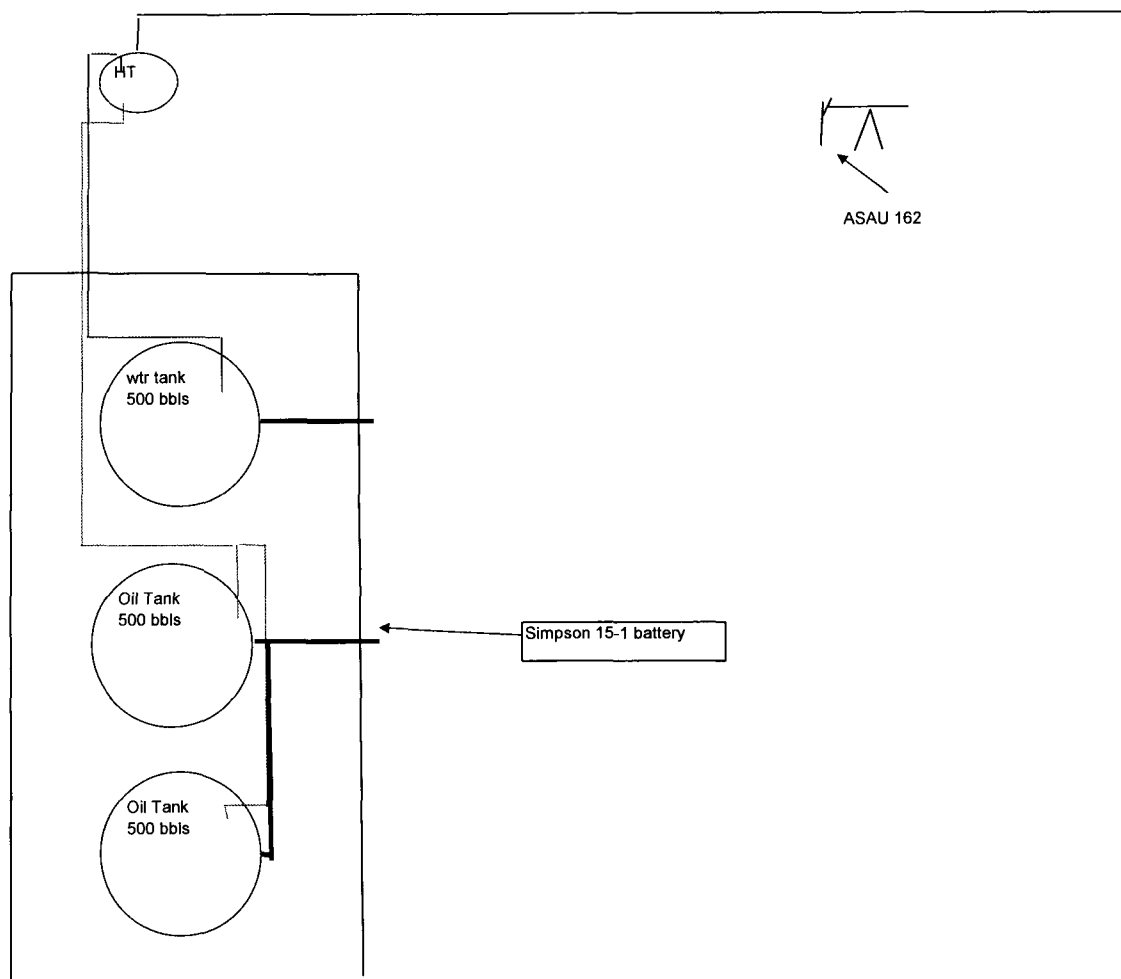 HT
ASAU 162
wtr tank
500 bbls
Oil Tank
500 bbls
Simpson 15-1 battery
Oil Tank
500 bbls